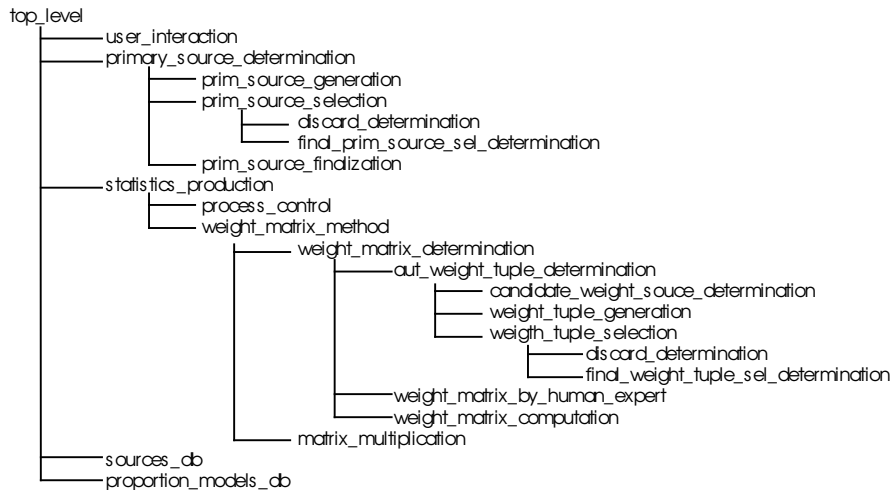 top_level
user_interaction
primary_source_determination
prim_source_generation
prim_source_selection
discard_determination
final_prim_source_sel_determination
prim_source_finalization
statistics_production
process_control
weight_matrix_method
weight_matrix_determination
aut_weight_tuple_determination
candidate_weight_souce_determination
weight_tuple_generation
weigth_tuple_selection
discard_determination
final_weight_tuple_sel_determination
weight_matrix_by_human_expert
weight_matrix_computation
matrix_multiplication
sources_db
proportion_models_db